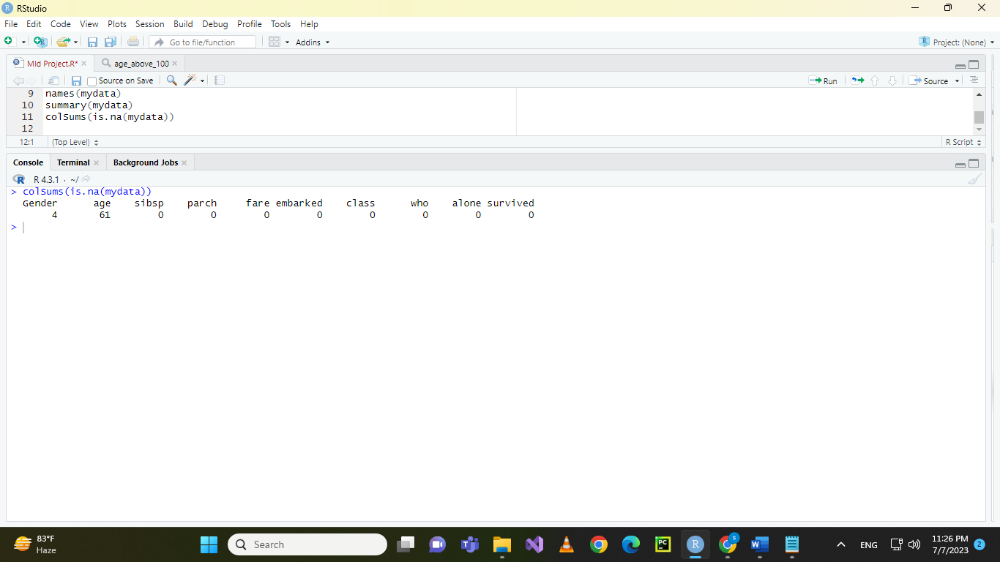 RStudio
File Edit Code View Plots Session Build Debug Profile Tools Help
Go to file/function Addins Project: (None)
MId Project.R* age_above_100
Source on Save Run Source
9 names(mydata)
10 summary(mydata)
11 colSums(is.na(mydata))
12
12:1 (Top Level) R Script
Console Terminal Background Jobs
R 4.3.1 · ~/
> colSums(is.na(mydata))
Gender age sibsp parch fare embarked class who alone survived
4 61 0 0 0 0 0 0 0 0
>
83°F
Haze
Search
PC
S
ENG
11:26 PM
7/7/2023
2